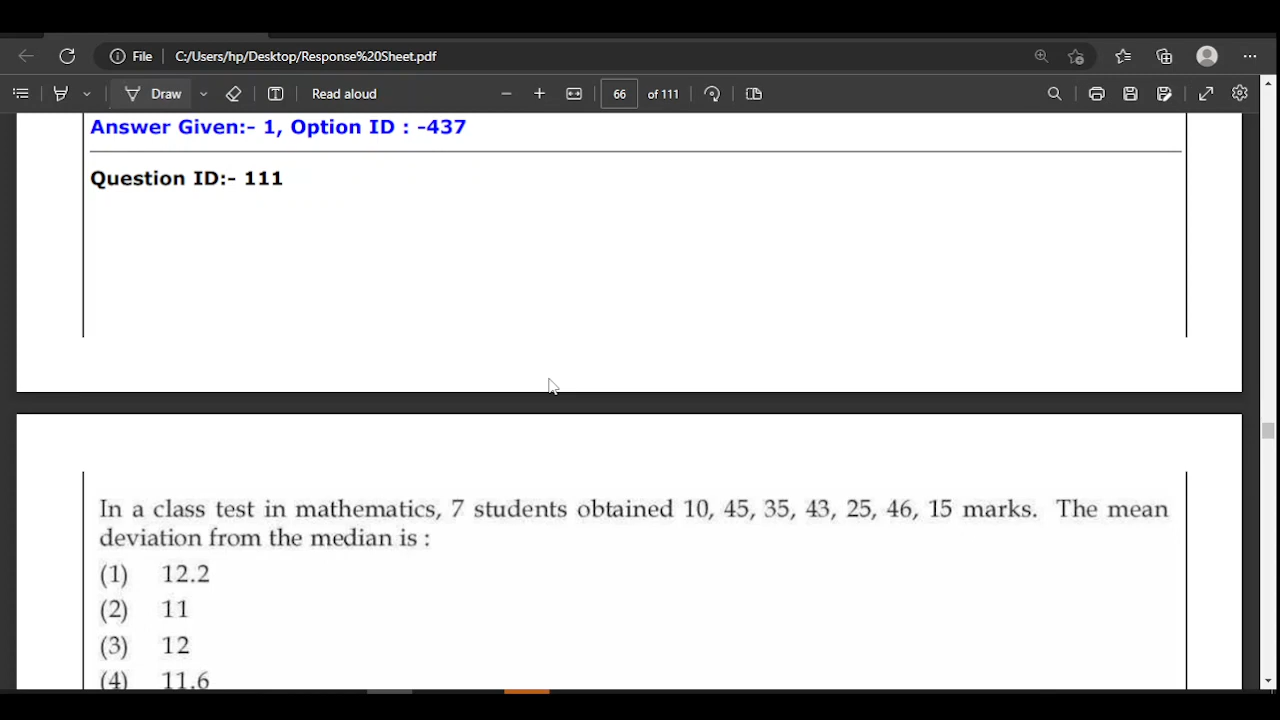 File C:/Users/hp/Desktop/Response%20Sheet.pdf
Draw Read aloud 66 of 111
Answer Given:- 1, Option ID : -437
Question ID:- 111
In a class test in mathematics, 7 students obtained 10, 45, 35, 43, 25, 46, 15 marks. The mean
deviation from the median is :
(1) 12.2
(2) 11
(3) 12
(4) 11.6